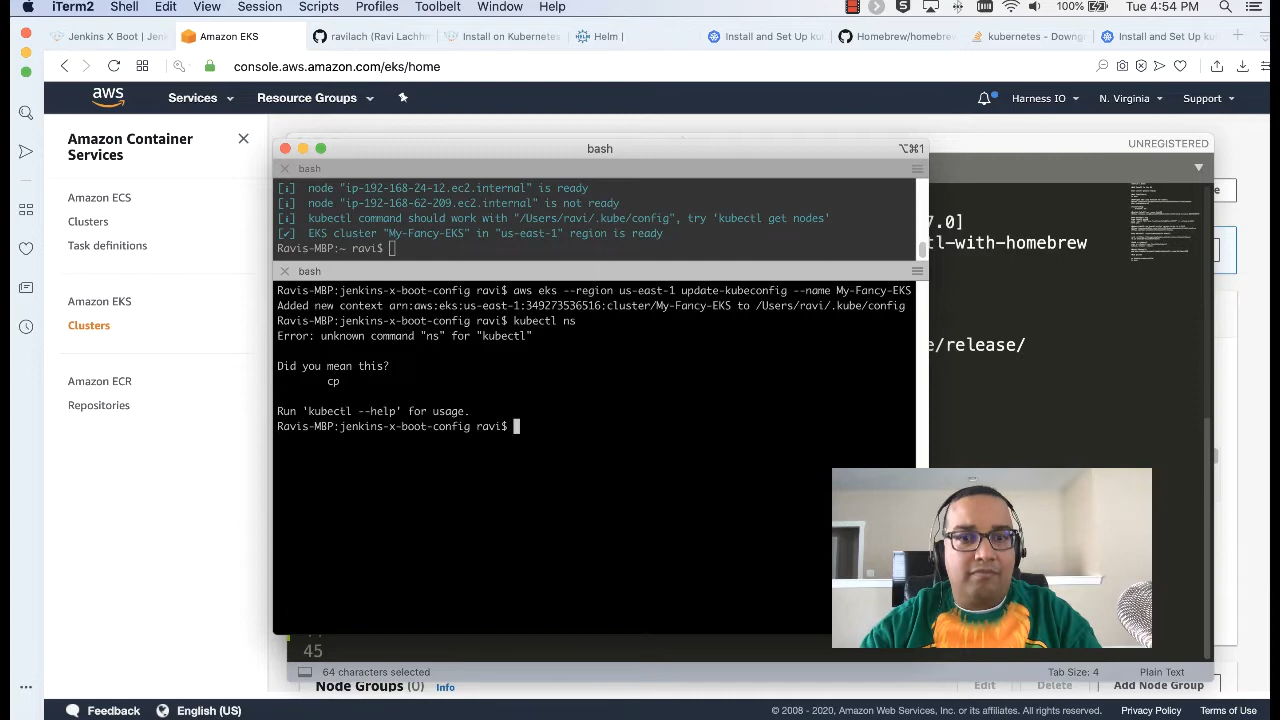 iTerm2 Shell Edit View Session Scripts Profiles Toolbelt Window Help
100% Tue 4:54 PM
Jenkins X Boot | Jenk
Amazon EKS
ravilach (Ravi Lachhm
Install on Kubernetes
Helm |
Install and Set Up ku
Homebrew/homebrew
kubernetes - Downgr
Install and Set Up ku
console.aws.amazon.com/eks/home
aws
Services
Resource Groups
Harness IO
N. Virginia
Support
Amazon Container
Services
Amazon ECS
Clusters
Task definitions
Amazon EKS
Clusters
Amazon ECR
Repositories
UNREGISTERED
bash
⌥⌘1
bash
[i] node "ip-192-168-24-12.ec2.internal" is ready
[i] node "ip-192-168-62-209.ec2.internal" is not ready
[i] kubectl command should work with "/Users/ravi/.kube/config", try 'kubectl get nodes'
[✓] EKS cluster "My-Fancy-EKS" in "us-east-1" region is ready
Ravis-MBP:~ ravi$
bash
Ravis-MBP:jenkins-x-boot-config ravi$ aws eks --region us-east-1 update-kubeconfig --name My-Fancy-EKS
Added new context arn:aws:eks:us-east-1:349273536516:cluster/My-Fancy-EKS to /Users/ravi/.kube/config
Ravis-MBP:jenkins-x-boot-config ravi$ kubectl ns
Error: unknown command "ns" for "kubectl"
Did you mean this?
cp
Run 'kubectl --help' for usage.
Ravis-MBP:jenkins-x-boot-config ravi$
7.0]
tl-with-homebrew
e/release/
45
64 characters selected
Tab Size: 4
Plain Text
Node Groups (0) Info
Edit
Delete
Add Node Group
Feedback
English (US)
© 2008 - 2020, Amazon Web Services, Inc. or its affiliates. All rights reserved.
Privacy Policy
Terms of Use